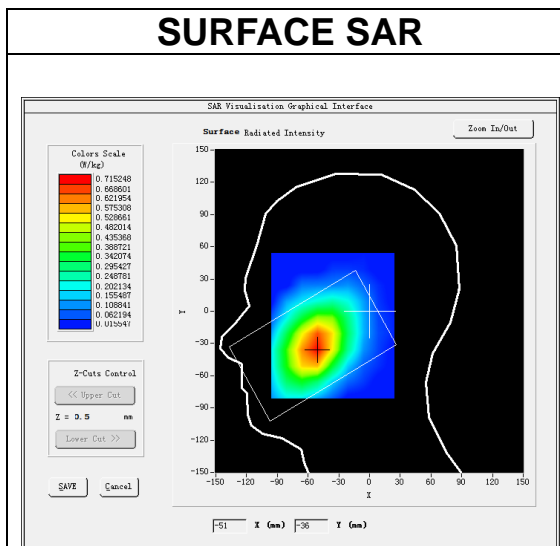 SURFACE SAR
SAR Visualisation Graphical Interface
Surface Radiated Intensity
Zoom In/Out
Colors Scale
(W/kg)
0.715248
0.668601
0.621954
0.575308
0.528661
0.482014
0.435368
0.388721
0.342074
0.295427
0.248781
0.202134
0.155487
0.108841
0.062194
0.015547
Z-Cuts Control
<< Upper Cut
Z = 0.5 mm
Lower Cut >>
SAVE Cancel
150
120
90
60
30
Y 0
-30
-60
-90
-120
-150
-150 -120 -90 -60 -30 0 30 60 90 120 150
X
-51 X (mm) -36 Y (mm)